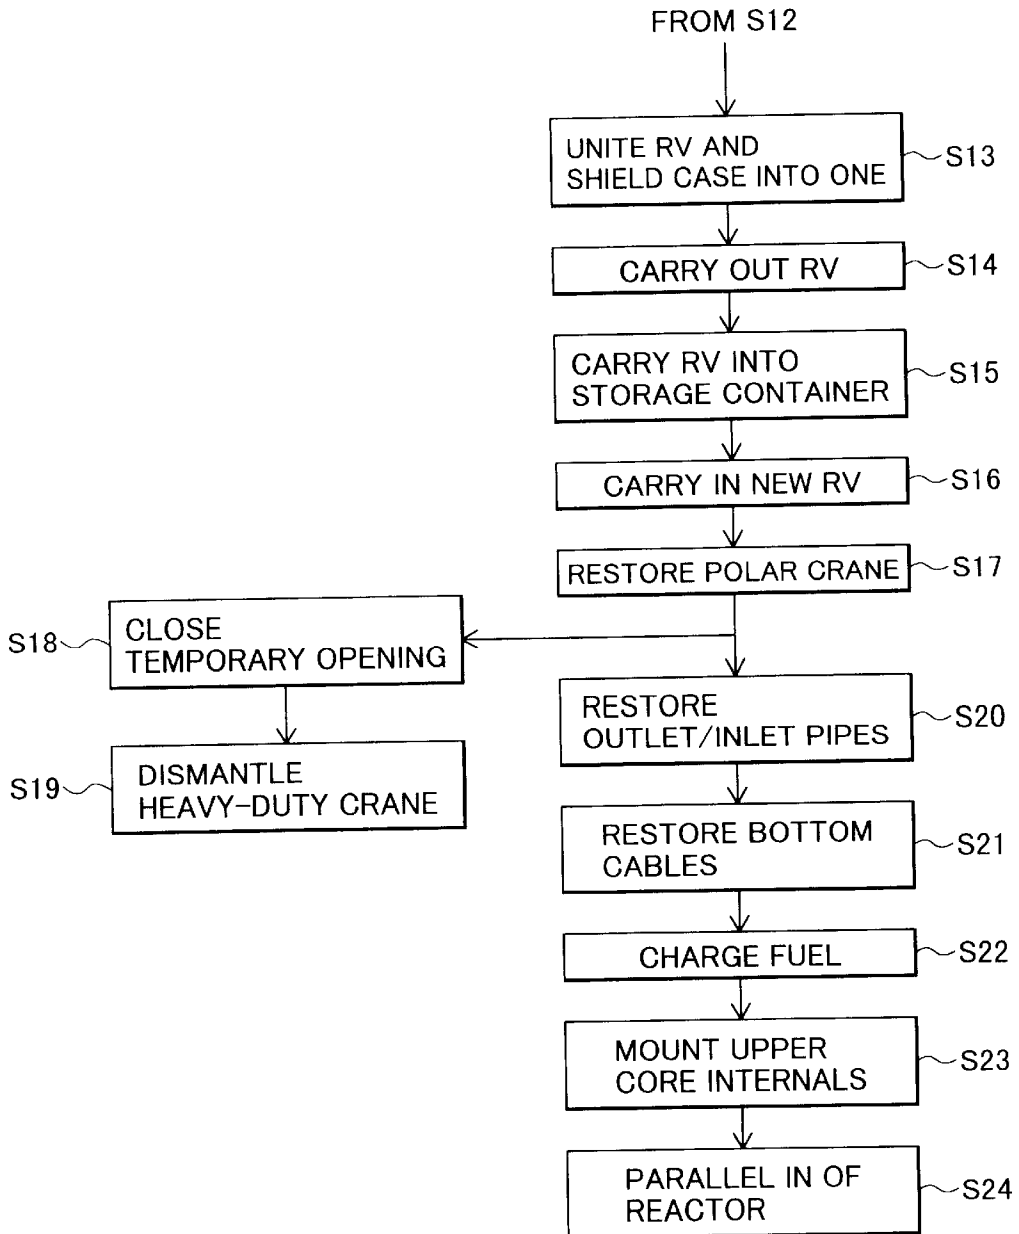 FROM S12
UNITE RV AND
SHIELD CASE INTO ONE
S13
CARRY OUT RV
S14
CARRY RV INTO
STORAGE CONTAINER
S15
CARRY IN NEW RV
S16
RESTORE POLAR CRANE
S17
S18
CLOSE
TEMPORARY OPENING
S19
DISMANTLE
HEAVY-DUTY CRANE
RESTORE
OUTLET/INLET PIPES
S20
RESTORE BOTTOM
CABLES
S21
CHARGE FUEL
S22
MOUNT UPPER
CORE INTERNALS
S23
PARALLEL IN OF
REACTOR
S24